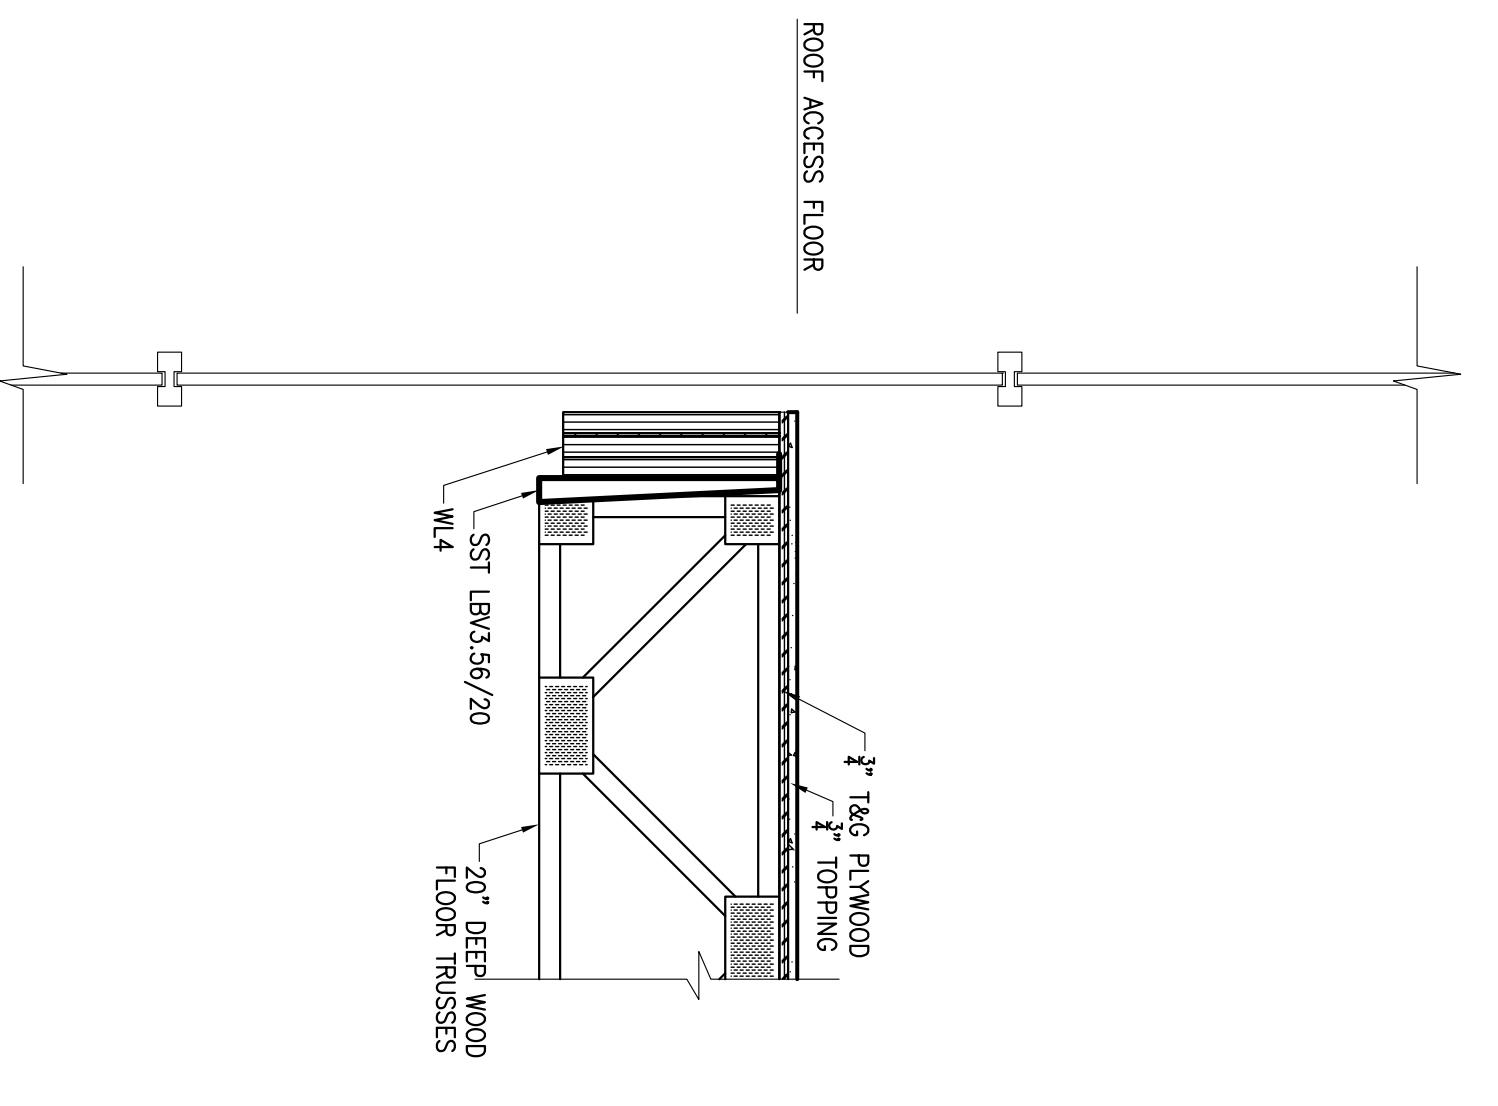 ROOF ACCESS FLOOR
¾" T&G PLYWOOD
¾" TOPPING
SST LBV3.56/20
WL4
20" DEEP WOOD
FLOOR TRUSSES